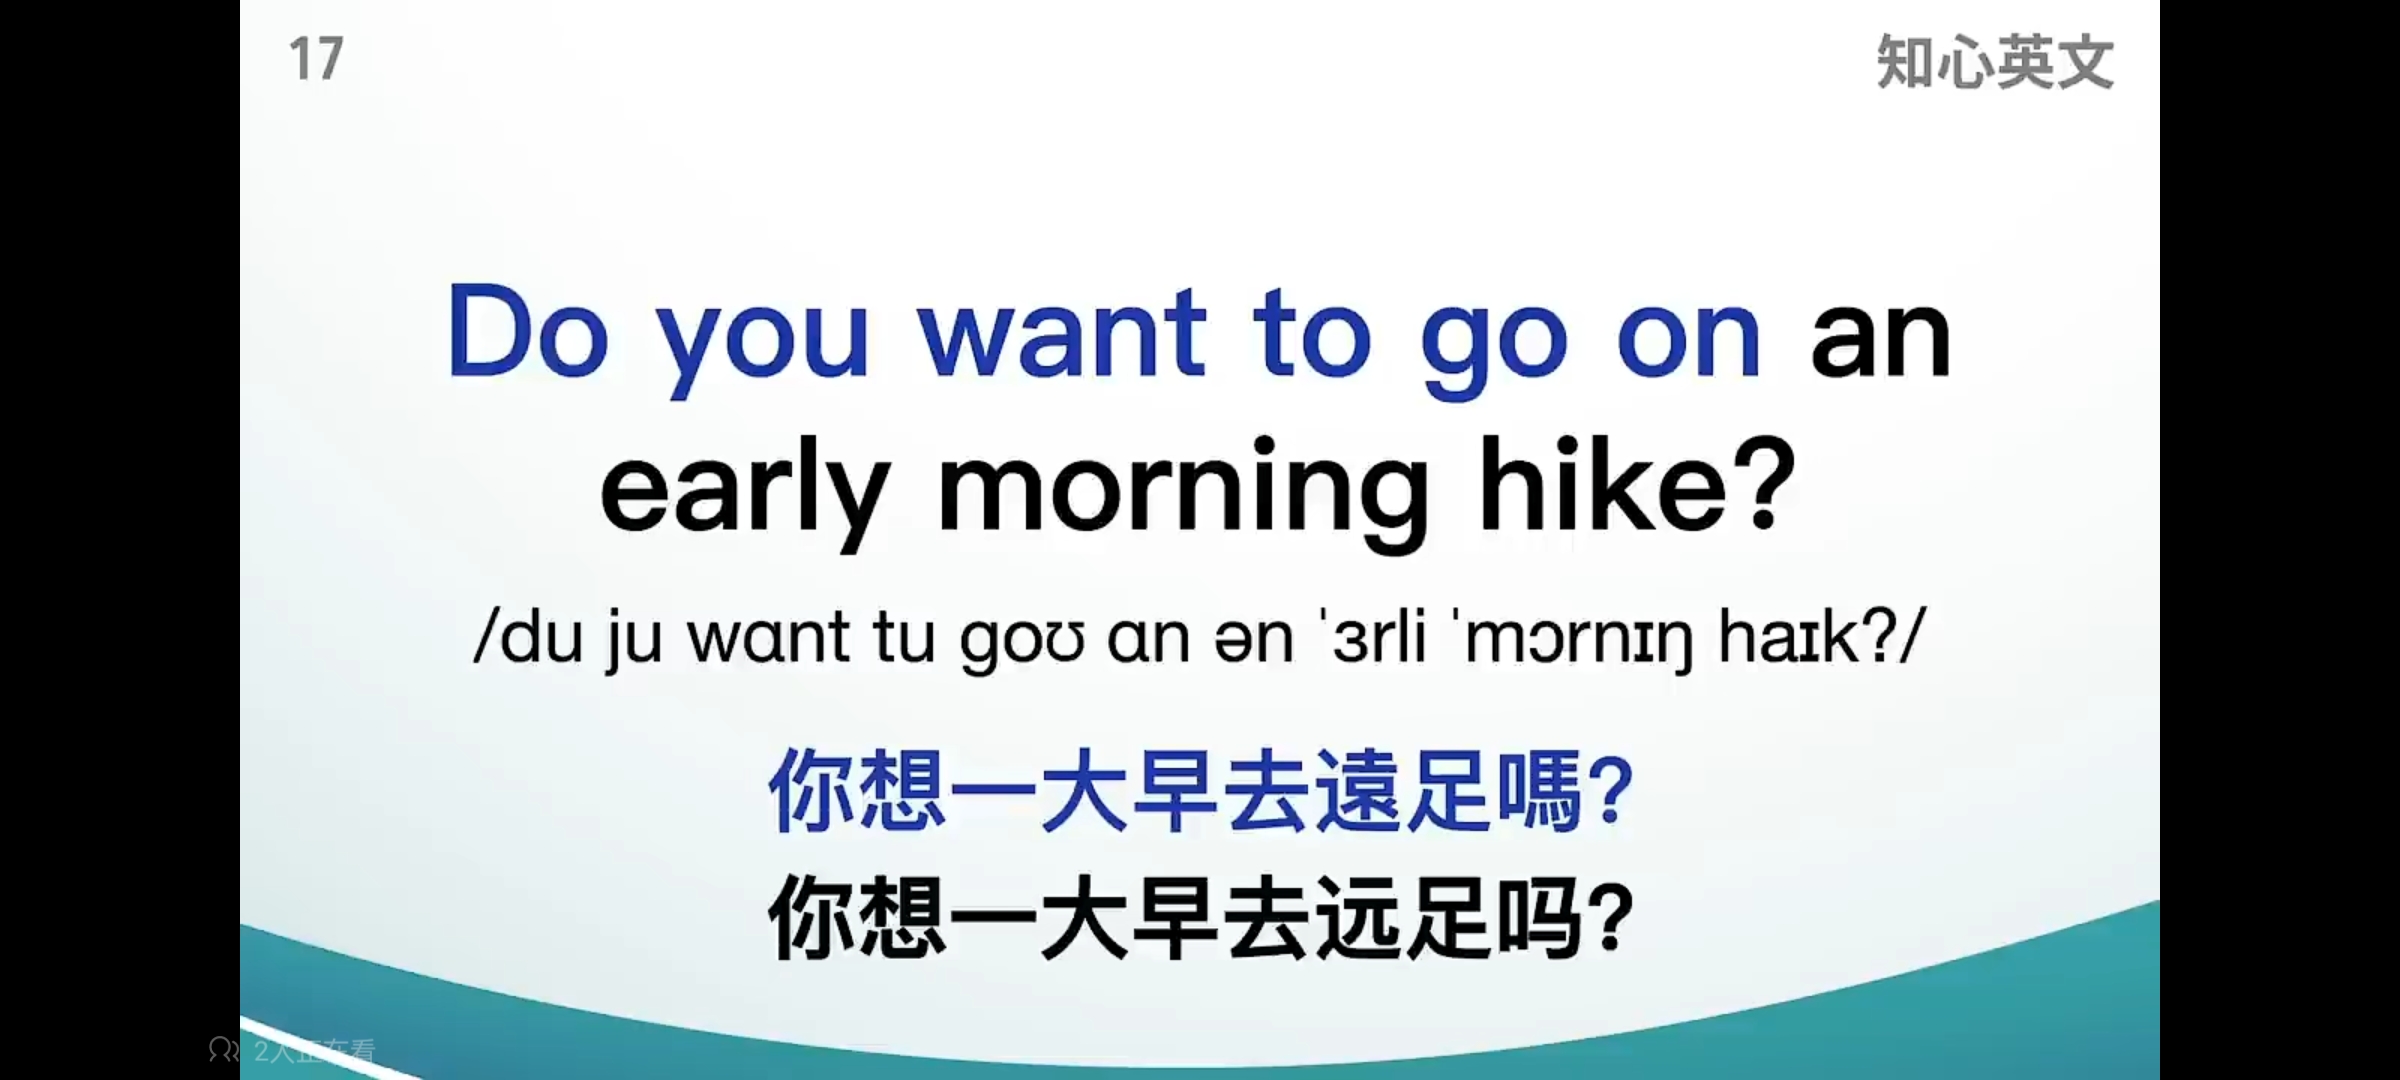 17
知心英文
Do you want to go on an
early morning hike?
/du ju wɑnt tu goʊ ɑn ən ˈɜrli ˈmɔrnɪŋ haɪk?/
你想一大早去遠足嗎?
你想一大早去远足吗?
2人正在看